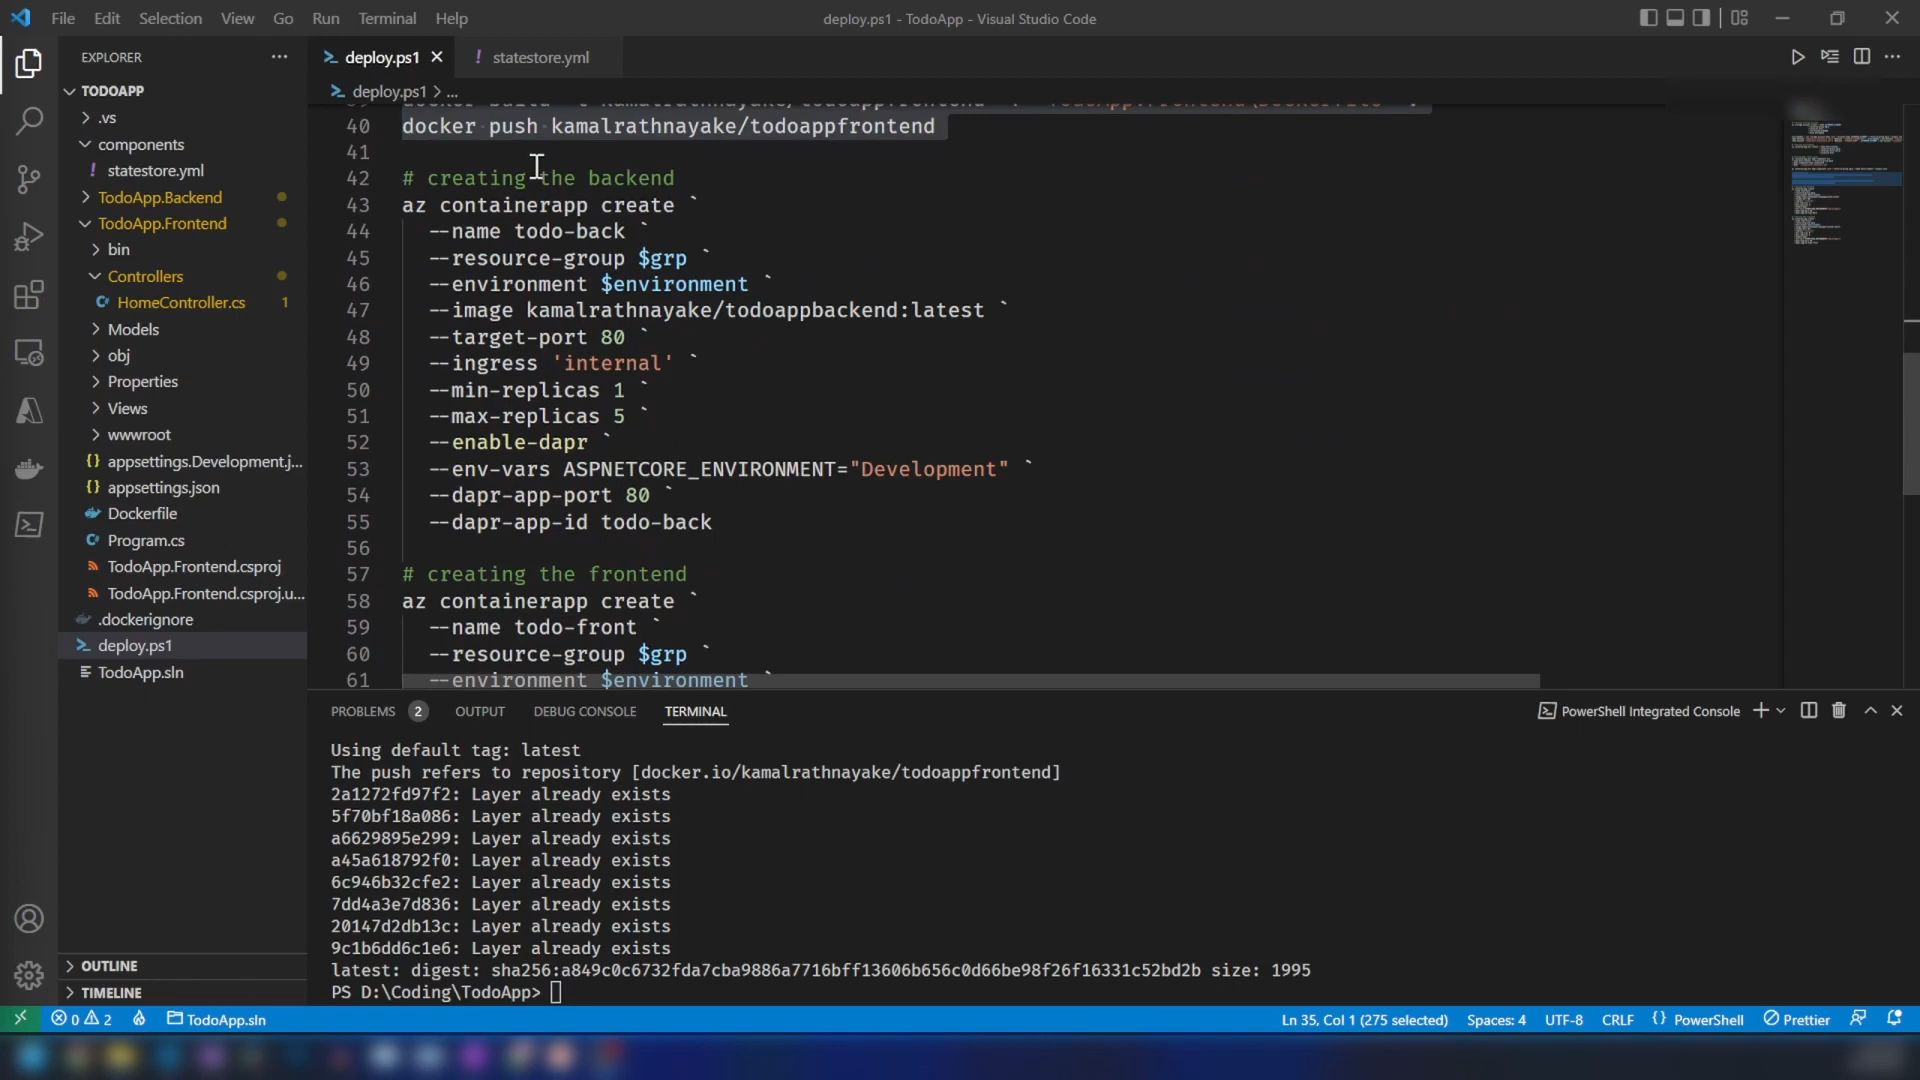 File Edit Selection View Go Run Terminal Help
deploy.ps1 - TodoApp - Visual Studio Code
EXPLORER
TODOAPP
.vs
components
! statestore.yml
TodoApp.Backend
TodoApp.Frontend
bin
Controllers
HomeController.cs 1
Models
obj
Properties
Views
wwwroot
{} appsettings.Development.j...
{} appsettings.json
Dockerfile
Program.cs
TodoApp.Frontend.csproj
TodoApp.Frontend.csproj.u...
.dockerignore
deploy.ps1
TodoApp.sln
OUTLINE
TIMELINE
deploy.ps1
! statestore.yml
deploy.ps1 > ...
40 docker push kamalrathnayake/todoappfrontend
41
42 # creating the backend
43 az containerapp create `
44 --name todo-back `
45 --resource-group $grp `
46 --environment $environment `
47 --image kamalrathnayake/todoappbackend:latest `
48 --target-port 80 `
49 --ingress 'internal' `
50 --min-replicas 1 `
51 --max-replicas 5 `
52 --enable-dapr `
53 --env-vars ASPNETCORE_ENVIRONMENT="Development" `
54 --dapr-app-port 80 `
55 --dapr-app-id todo-back
56
57 # creating the frontend
58 az containerapp create `
59 --name todo-front `
60 --resource-group $grp `
61 --environment $environment `
PROBLEMS 2 OUTPUT DEBUG CONSOLE TERMINAL
PowerShell Integrated Console
Using default tag: latest
The push refers to repository [docker.io/kamalrathnayake/todoappfrontend]
2a1272fd97f2: Layer already exists
5f70bf18a086: Layer already exists
a6629895e299: Layer already exists
a45a618792f0: Layer already exists
6c946b32cfe2: Layer already exists
7dd4a3e7d836: Layer already exists
20147d2db13c: Layer already exists
9c1b6dd6c1e6: Layer already exists
latest: digest: sha256:a849c0c6732fda7cba9886a7716bff13606b656c0d66be98f26f16331c52bd2b size: 1995
PS D:\Coding\TodoApp>
0 2 TodoApp.sln
Ln 35, Col 1 (275 selected) Spaces: 4 UTF-8 CRLF {} PowerShell Prettier